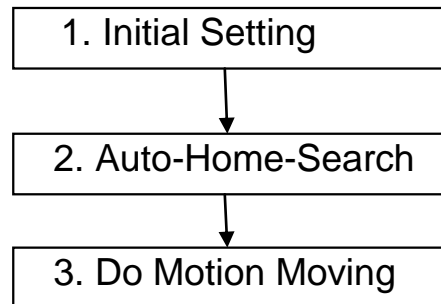 1. Initial Setting
2. Auto-Home-Search
3. Do Motion Moving